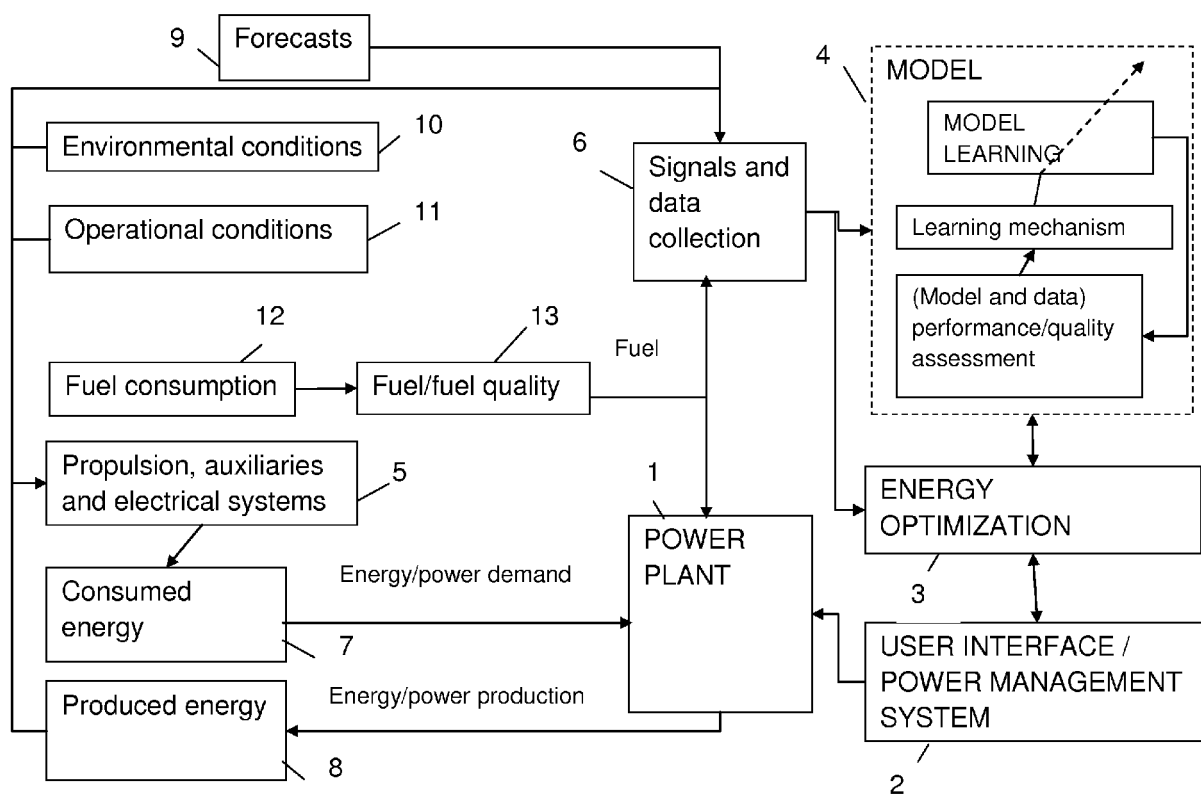 9
Forecasts
4
MODEL
10
Environmental conditions
6
Signals and
data
collection
MODEL
LEARNING
11
Operational conditions
Learning mechanism
12
13
Fuel
(Model and data)
performance/quality
assessment
Fuel consumption
Fuel/fuel quality
Propulsion, auxiliaries
and electrical systems
5
1
POWER
PLANT
ENERGY
OPTIMIZATION
3
Consumed
energy
7
Energy/power demand
USER INTERFACE /
POWER MANAGEMENT
SYSTEM
2
Produced energy
8
Energy/power production